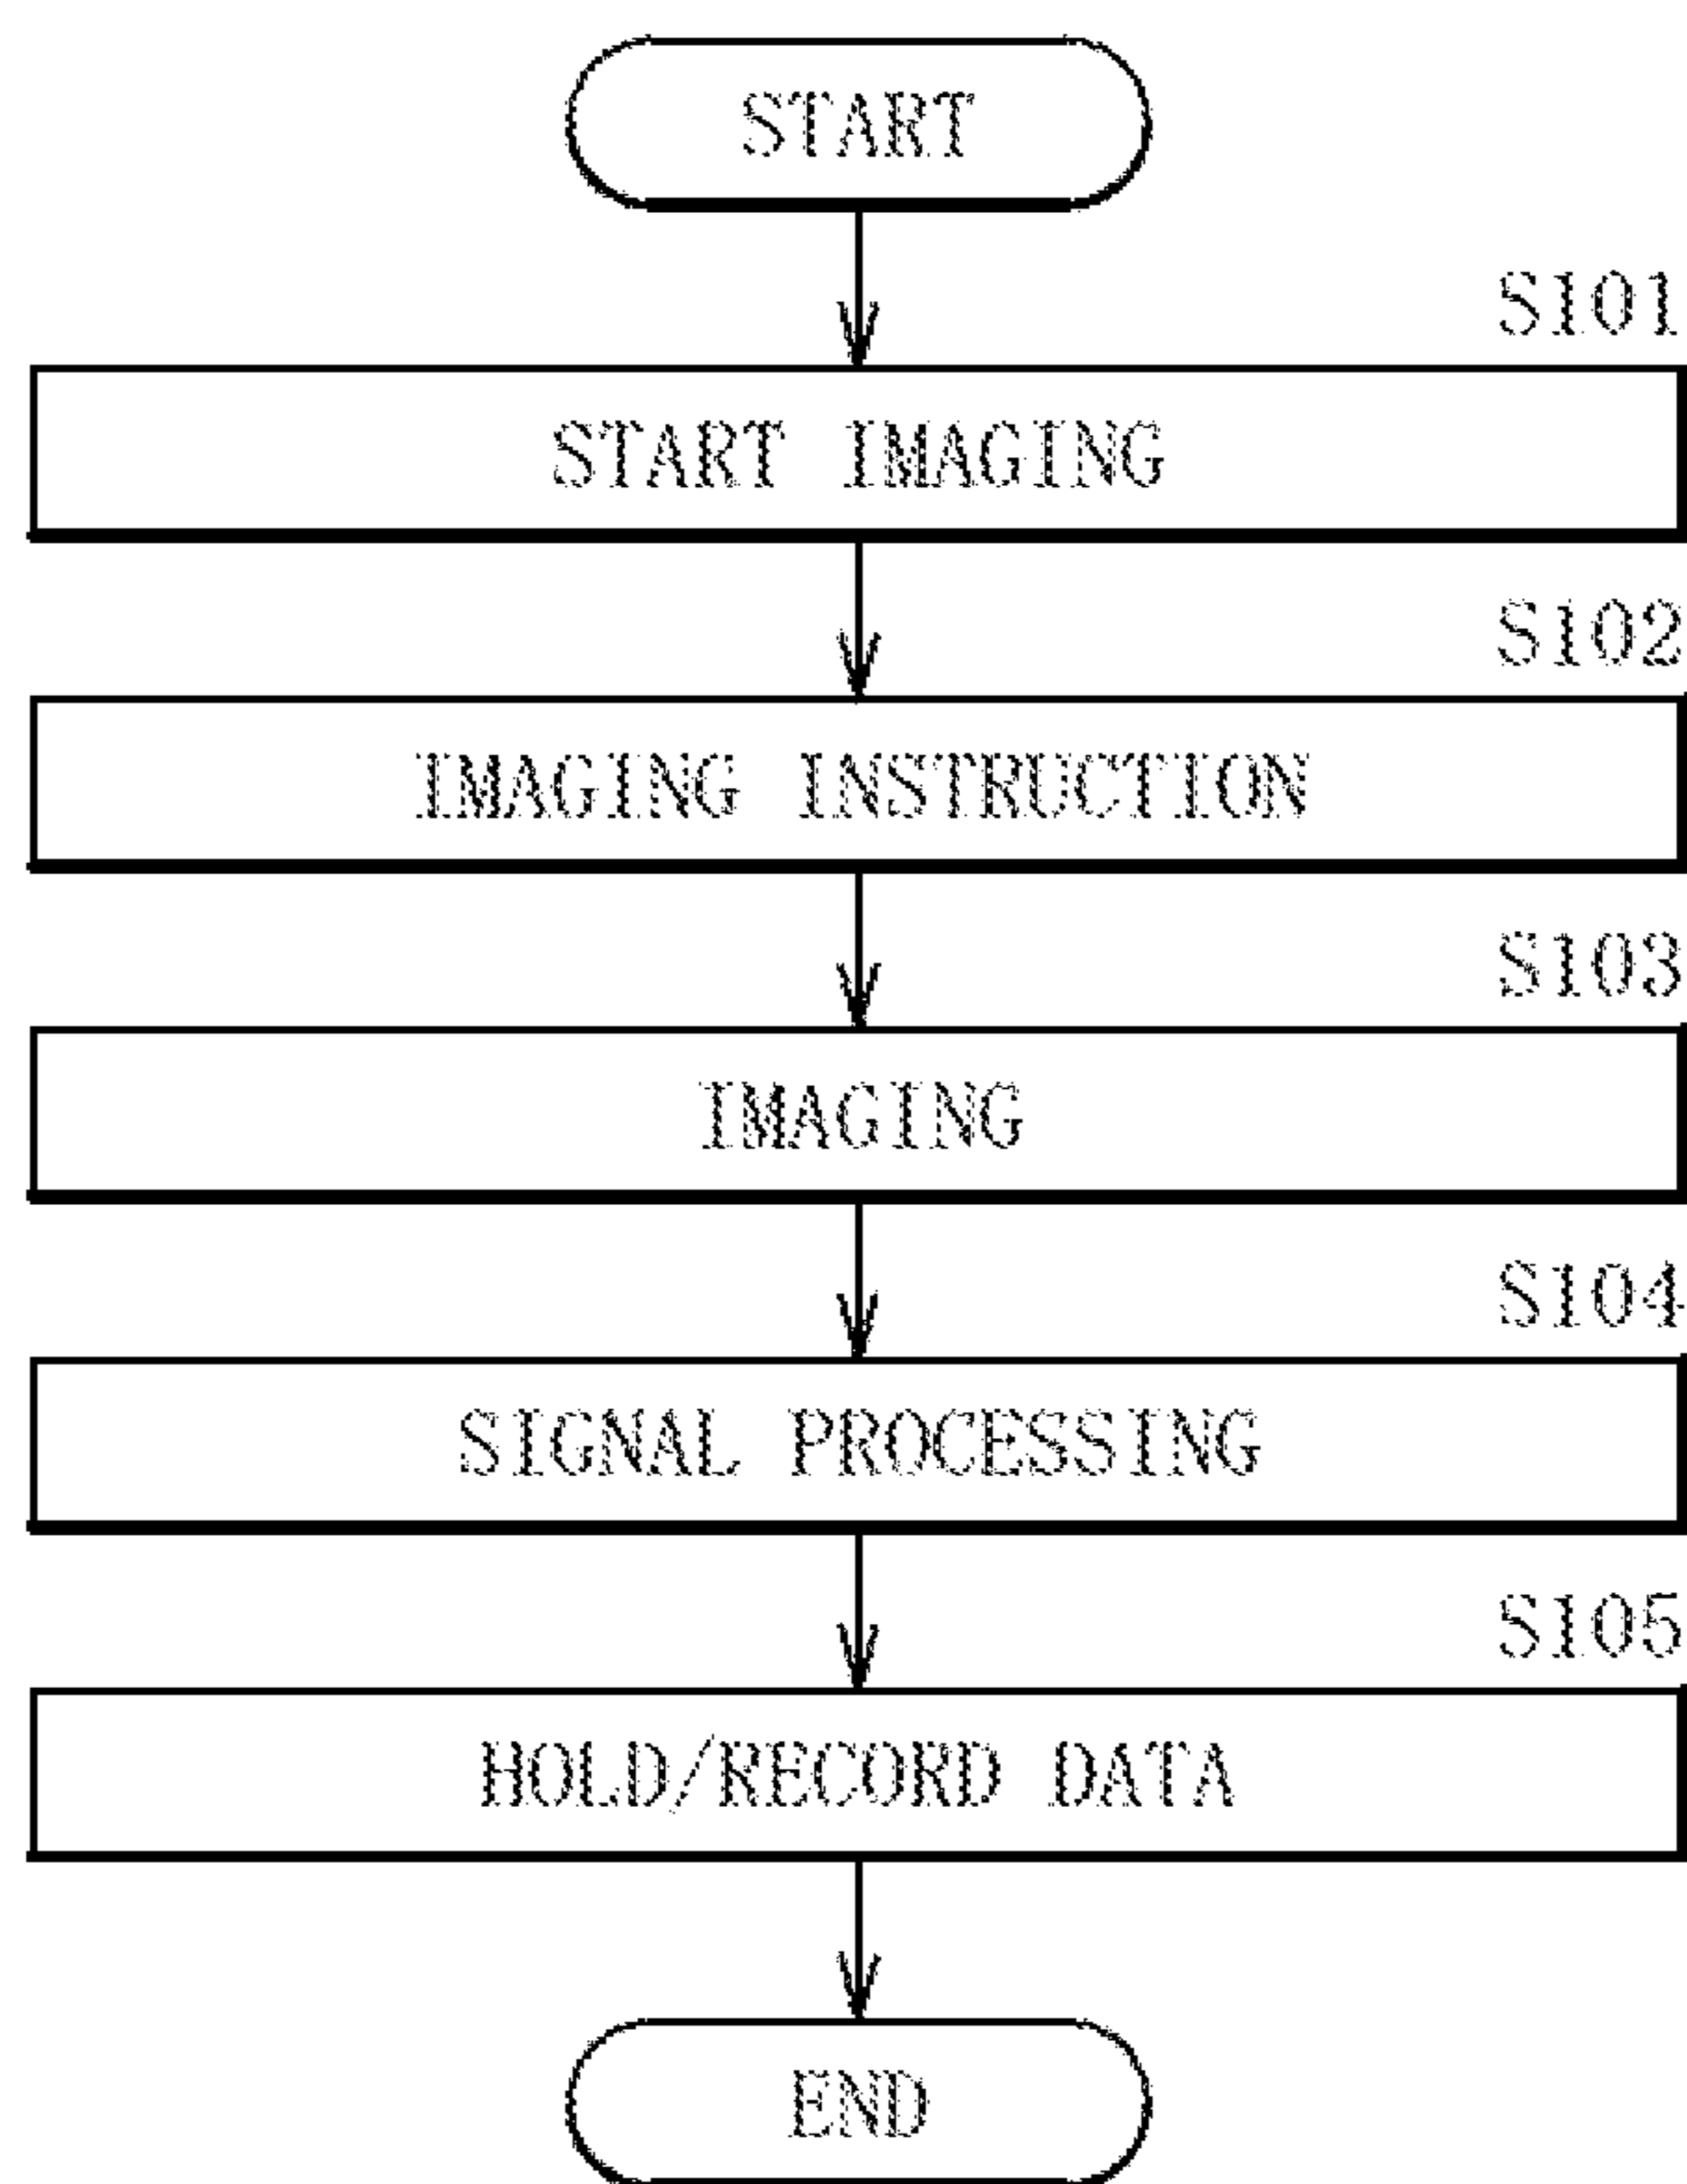 START
S101
START IMAGING
S102
IMAGING INSTRUCTION
S103
IMAGING
S104
SIGNAL PROCESSING
S105
HOLD/RECORD DATA
END